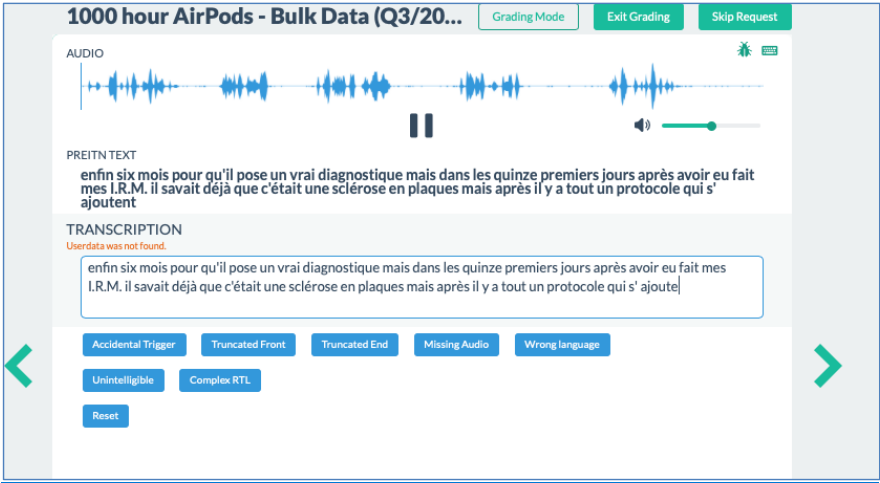 1000 hour AirPods - Bulk Data (Q3/20...
Grading Mode
Exit Grading
Skip Request
AUDIO
PREITN TEXT
enfin six mois pour qu'il pose un vrai diagnostique mais dans les quinze premiers jours après avoir eu fait
mes I.R.M. il savait déjà que c'était une sclérose en plaques mais après il y a tout un protocole qui s'
ajoutent
TRANSCRIPTION
Userdata was not found.
enfin six mois pour qu'il pose un vrai diagnostique mais dans les quinze premiers jours après avoir eu fait mes
I.R.M. il savait déjà que c'était une sclérose en plaques mais après il y a tout un protocole qui s' ajoute
Accidental Trigger
Truncated Front
Truncated End
Missing Audio
Wrong language
Unintelligible
Complex RTL
Reset